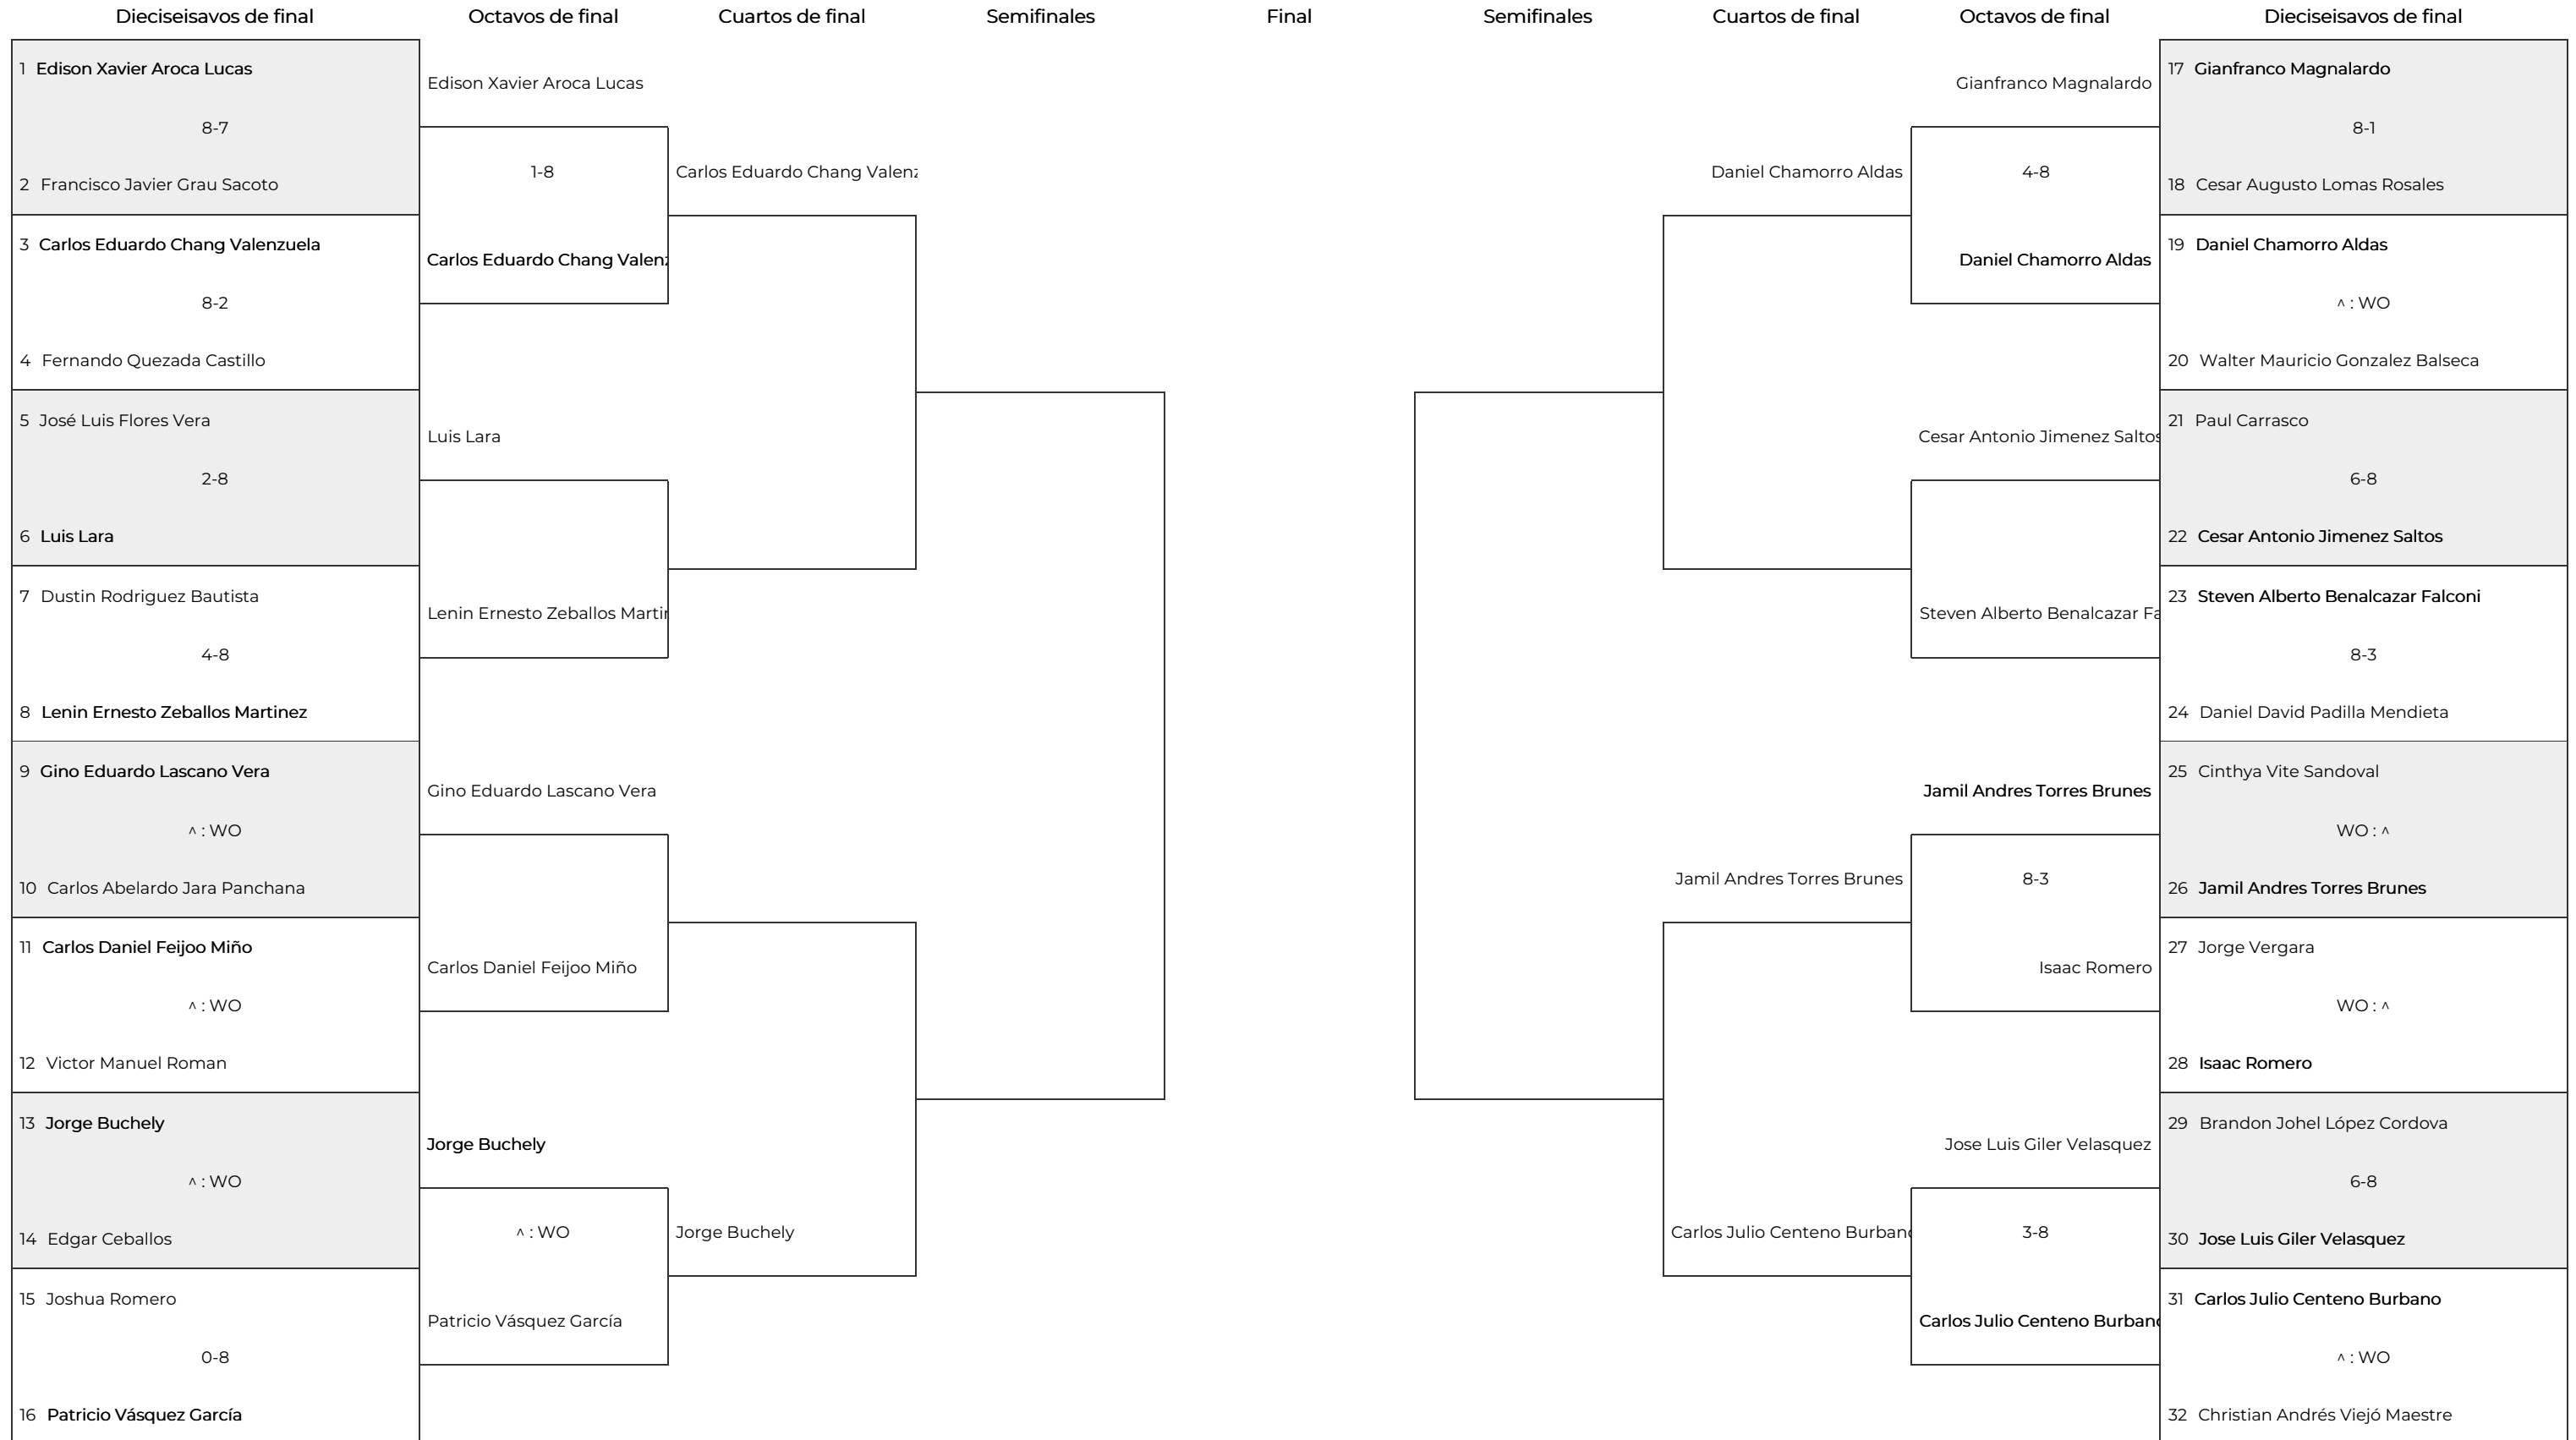 Dieciseisavos de final
Octavos de final
Cuartos de final
Semifinales
Final
Semifinales
Cuartos de final
Octavos de final
Dieciseisavos de final
1 Edison Xavier Aroca Lucas
8-7
2 Francisco Javier Grau Sacoto
3 Carlos Eduardo Chang Valenzuela
8-2
4 Fernando Quezada Castillo
5 José Luis Flores Vera
2-8
6 Luis Lara
7 Dustin Rodriguez Bautista
4-8
8 Lenin Ernesto Zeballos Martinez
9 Gino Eduardo Lascano Vera
^ : WO
10 Carlos Abelardo Jara Panchana
11 Carlos Daniel Feijoo Miño
^ : WO
12 Victor Manuel Roman
13 Jorge Buchely
^ : WO
14 Edgar Ceballos
15 Joshua Romero
0-8
16 Patricio Vásquez García
Edison Xavier Aroca Lucas
1-8
Carlos Eduardo Chang Valenz
Luis Lara
Lenin Ernesto Zeballos Martin
Gino Eduardo Lascano Vera
Carlos Daniel Feijoo Miño
Jorge Buchely
^ : WO
Patricio Vásquez García
Carlos Eduardo Chang Valenz
Jorge Buchely
Daniel Chamorro Aldas
Jamil Andres Torres Brunes
Carlos Julio Centeno Burbano
Gianfranco Magnalardo
4-8
Daniel Chamorro Aldas
Cesar Antonio Jimenez Saltos
Steven Alberto Benalcazar Fa
Jamil Andres Torres Brunes
8-3
Isaac Romero
Jose Luis Giler Velasquez
3-8
Carlos Julio Centeno Burbano
17 Gianfranco Magnalardo
8-1
18 Cesar Augusto Lomas Rosales
19 Daniel Chamorro Aldas
^ : WO
20 Walter Mauricio Gonzalez Balseca
21 Paul Carrasco
6-8
22 Cesar Antonio Jimenez Saltos
23 Steven Alberto Benalcazar Falconi
8-3
24 Daniel David Padilla Mendieta
25 Cinthya Vite Sandoval
WO : ^
26 Jamil Andres Torres Brunes
27 Jorge Vergara
WO : ^
28 Isaac Romero
29 Brandon Johel López Cordova
6-8
30 Jose Luis Giler Velasquez
31 Carlos Julio Centeno Burbano
^ : WO
32 Christian Andrés Viejó Maestre